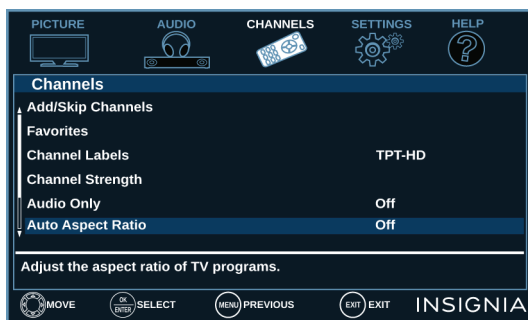 PICTURE AUDIO CHANNELS SETTINGS HELP
Channels
Add/Skip Channels
Favorites
Channel Labels TPT-HD
Channel Strength
Audio Only Off
Auto Aspect Ratio Off
Adjust the aspect ratio of TV programs.
MOVE OK ENTER SELECT MENU PREVIOUS EXIT EXIT INSIGNIA